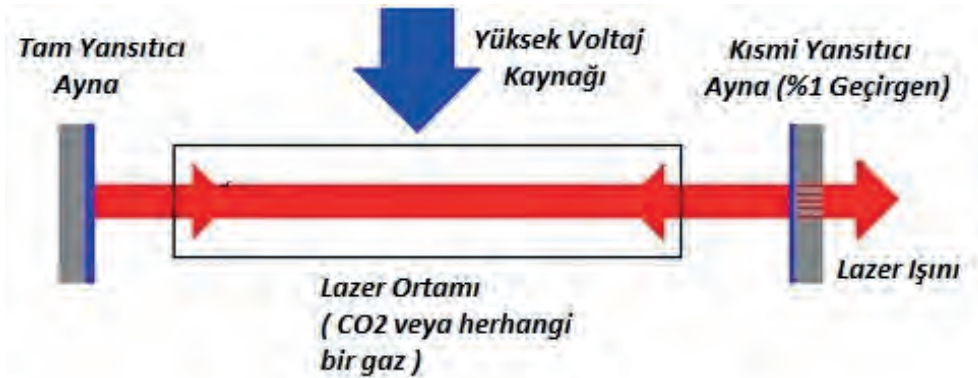 Tam Yansıtıcı
Ayna
Yüksek Voltaj
Kaynağı
Kısmi Yansıtıcı
Ayna (%1 Geçirgen)
Lazer Işını
Lazer Ortamı
( CO2 veya herhangi
bir gaz )